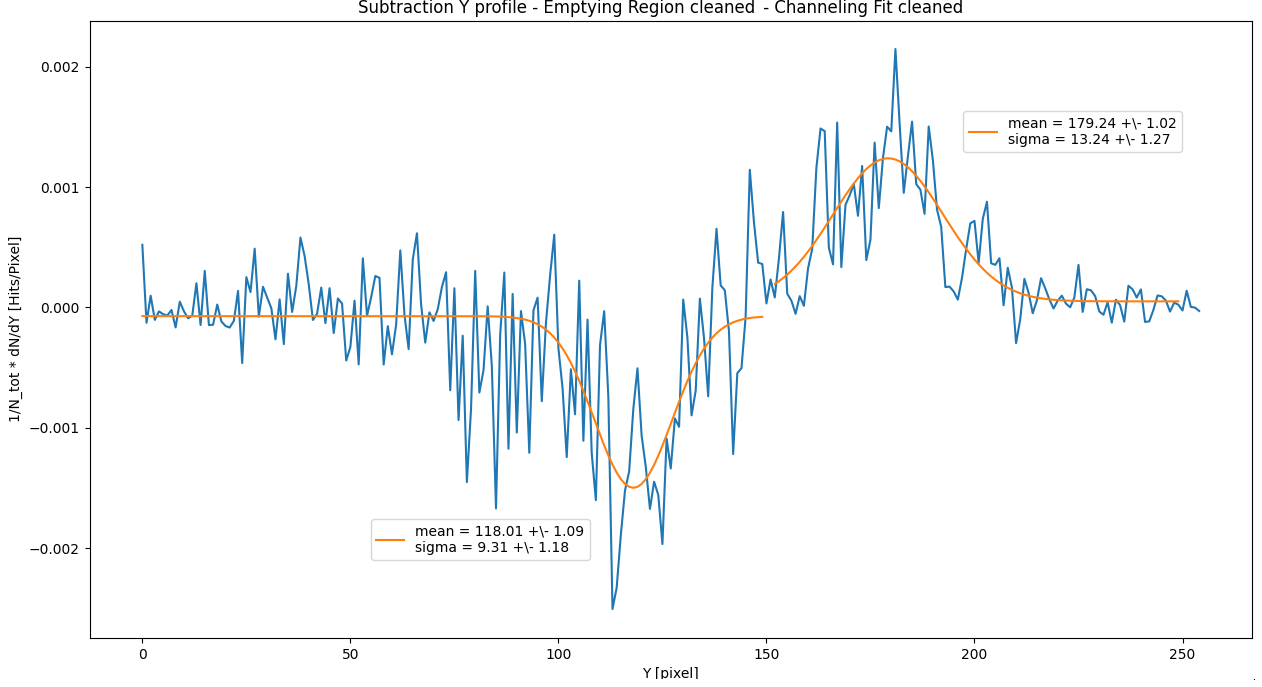 Subtraction Y profile - Emptying Region cleaned - Channeling Fit cleaned
1/N_tot * dN/dY [Hits/Pixel]
0.002
0.001
0.000
−0.001
−0.002
mean = 179.24 +\- 1.02
sigma = 13.24 +\- 1.27
mean = 118.01 +\- 1.09
sigma = 9.31 +\- 1.18
0 50 100 150 200 250
Y [pixel]